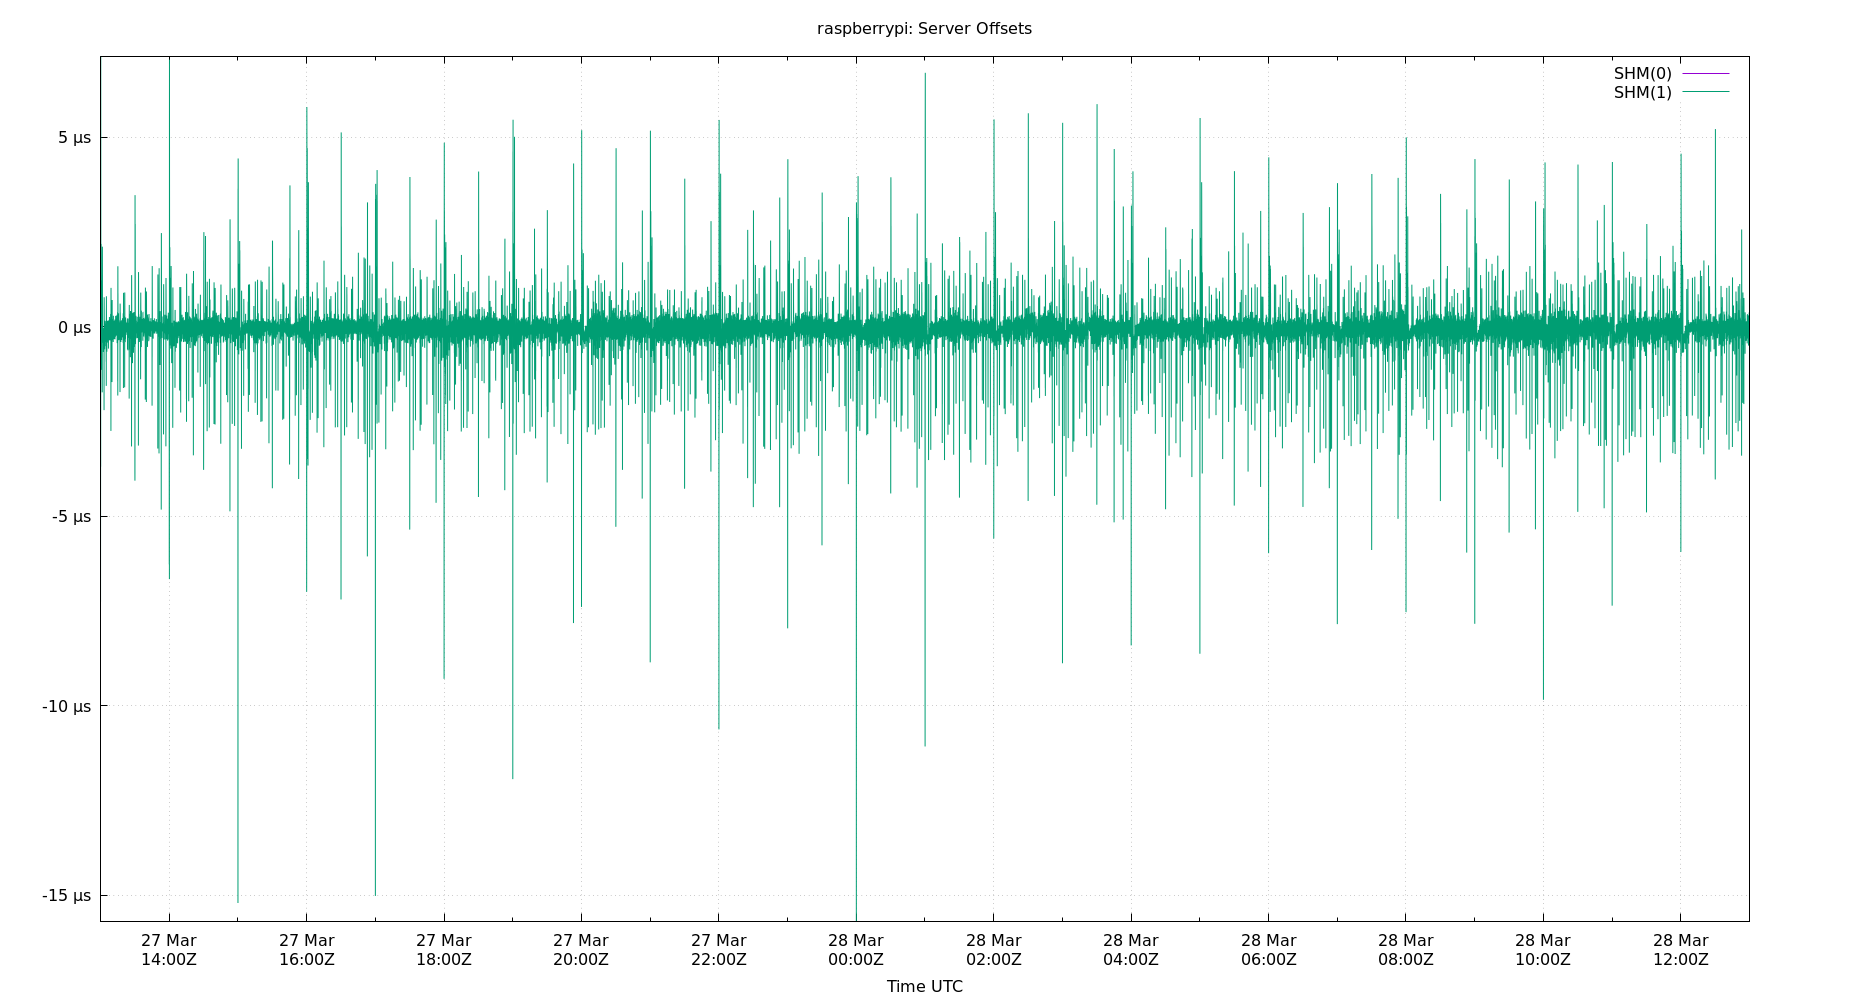 raspberrypi: Server Offsets
SHM(0)
SHM(1)
5 µs
0 µs
-5 µs
-10 µs
-15 µs
27 Mar 27 Mar 27 Mar 27 Mar 27 Mar 28 Mar 28 Mar 28 Mar 28 Mar 28 Mar 28 Mar 28 Mar
14:00Z 16:00Z 18:00Z 20:00Z 22:00Z 00:00Z 02:00Z 04:00Z 06:00Z 08:00Z 10:00Z 12:00Z
Time UTC